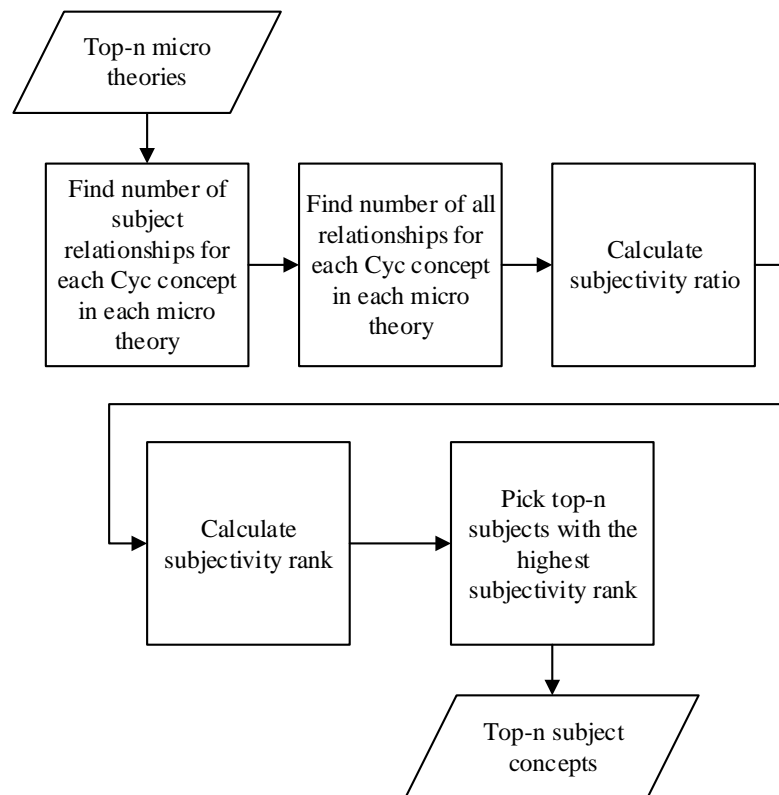 Top-n micro
theories
Find number of
subject
relationships for
each Cyc concept
in each micro
theory
Find number of all
relationships for
each Cyc concept
in each micro
theory
Calculate
subjectivity ratio
Calculate
subjectivity rank
Pick top-n
subjects with the
highest
subjectivity rank
Top-n subject
concepts